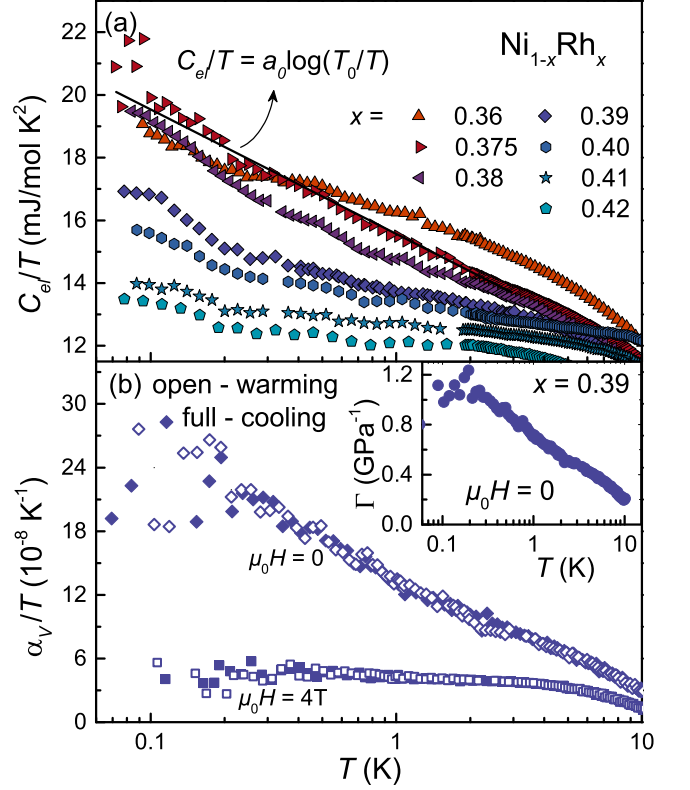 (a)
C_el/T = a_0log(T_0/T)
Ni_{1-x}Rh_x
x =
0.36
0.39
0.375
0.40
0.38
0.41
0.42
22
20
18
16
14
12
C_el/T (mJ/mol K^2)
(b) open - warming
full - cooling
μ_0H = 0
μ_0H = 4T
30
24
18
12
6
0
α_V/T (10^{-8} K^{-1})
x = 0.39
μ_0H = 0
1.2
0.8
0.4
0.0
Γ (GPa^{-1})
0.1
1
10
T (K)
0.1
1
10
T (K)